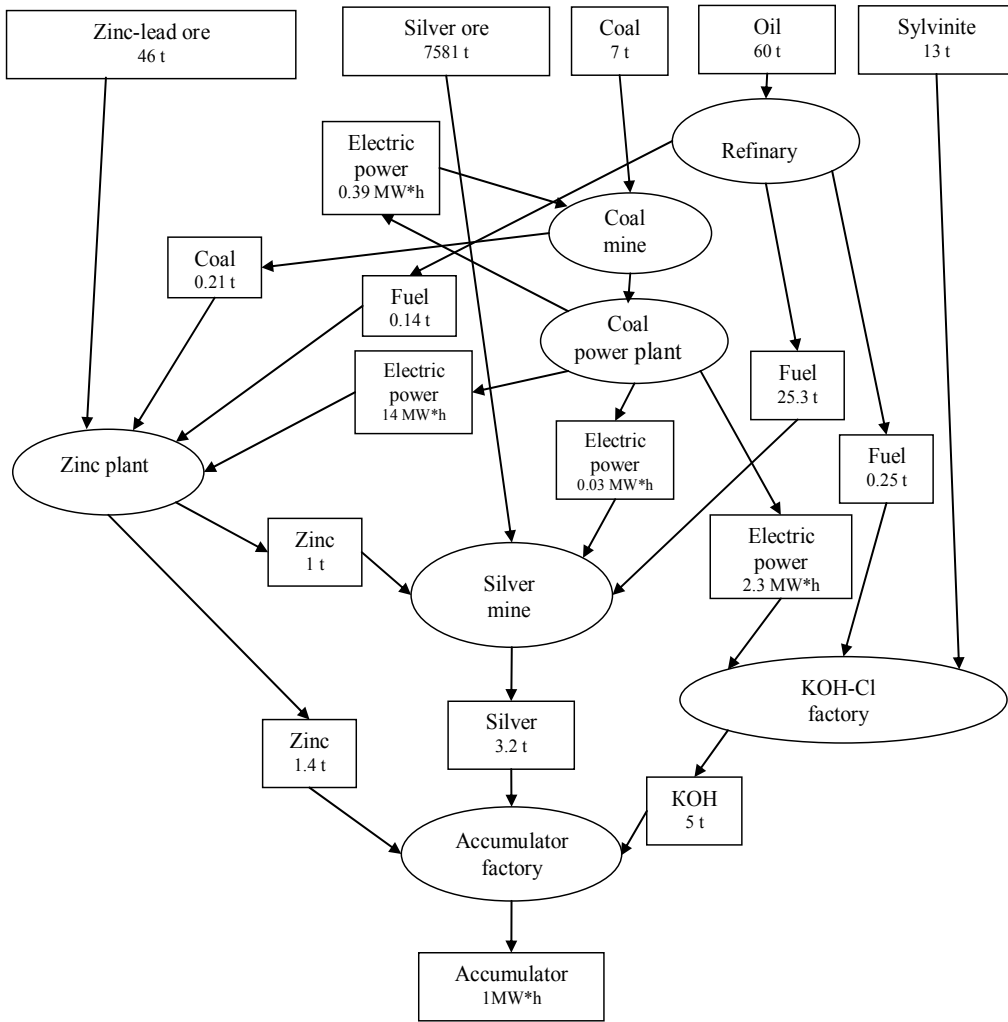 Zinc-lead ore
46 t
Silver ore
7581 t
Coal
7 t
Oil
60 t
Sylvinite
13 t
Electric
power
0.39 MW*h
Refinary
Coal
mine
Coal
0.21 t
Fuel
0.14 t
Coal
power plant
Electric
power
14 MW*h
Fuel
25.3 t
Electric
power
0.03 MW*h
Fuel
0.25 t
Zinc plant
Zinc
1 t
Silver
mine
Electric
power
2.3 MW*h
KOH-Cl
factory
Zinc
1.4 t
Silver
3.2 t
KOH
5 t
Accumulator
factory
Accumulator
1MW*h